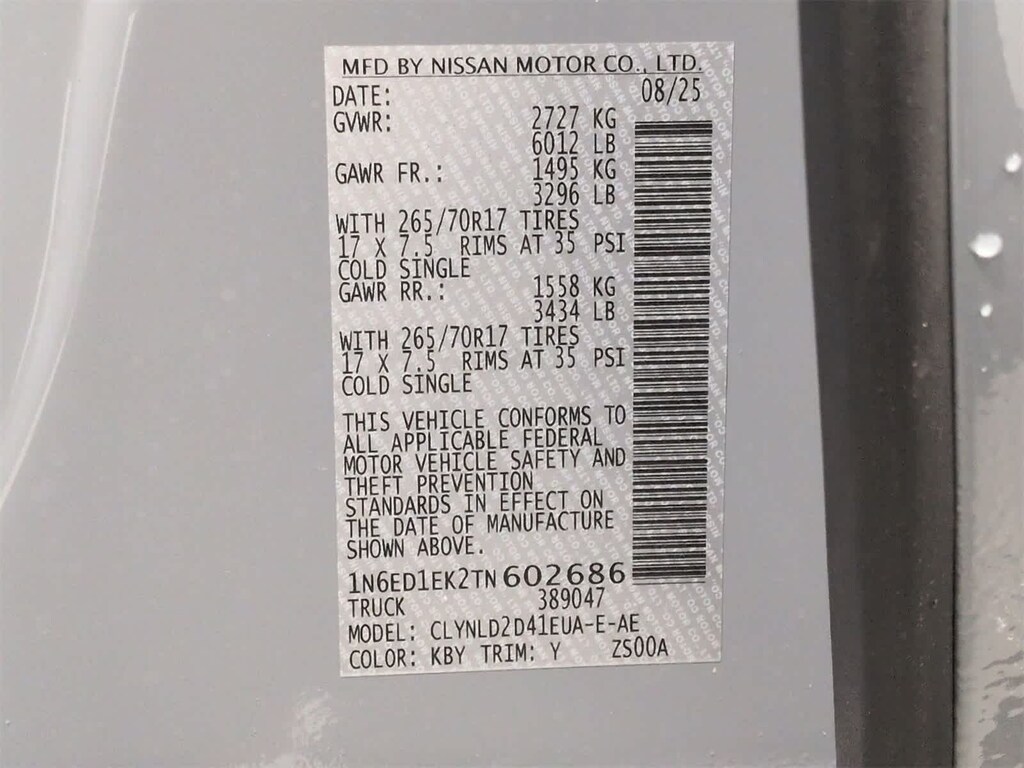 MFD BY NISSAN MOTOR CO., LTD.
DATE: 08/25
GVWR: 2727 KG
6012 LB
GAWR FR.: 1495 KG
3296 LB
WITH 265/70R17 TIRES
17 X 7.5 RIMS AT 35 PSI
COLD SINGLE
GAWR RR.: 1558 KG
3434 LB
WITH 265/70R17 TIRES
17 X 7.5 RIMS AT 35 PSI
COLD SINGLE
THIS VEHICLE CONFORMS TO
ALL APPLICABLE FEDERAL
MOTOR VEHICLE SAFETY AND
THEFT PREVENTION
STANDARDS IN EFFECT ON
THE DATE OF MANUFACTURE
SHOWN ABOVE.
1N6ED1EK2TN602686
TRUCK 389047
MODEL: CLYNLD2D41EUA-E-AE
COLOR: KBY TRIM: Y ZS00A